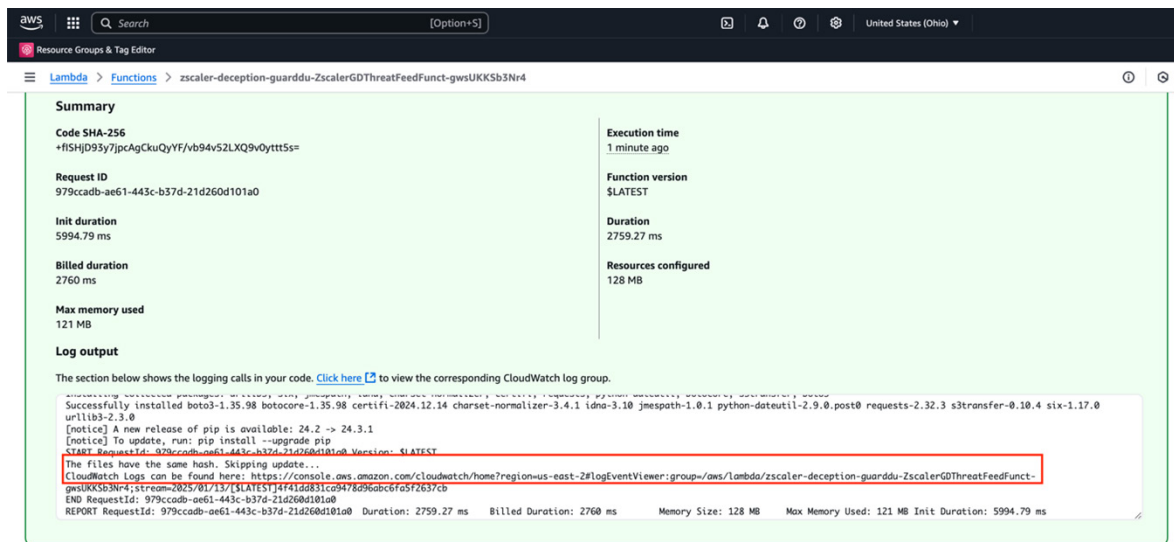 aws
Search [Option+S]
United States (Ohio)
Resource Groups & Tag Editor
Lambda > Functions > zscaler-deception-guarddu-ZscalerGDThreatFeedFunct-gwsUKKSb3Nr4
Summary
Code SHA-256
+flSHjD93y7jpcAgCkuQyYF/vb94v52LXQ9v0yttt5s=
Execution time
1 minute ago
Request ID
979ccadb-ae61-443c-b37d-21d260d101a0
Function version
$LATEST
Init duration
5994.79 ms
Duration
2759.27 ms
Billed duration
2760 ms
Resources configured
128 MB
Max memory used
121 MB
Log output
The section below shows the logging calls in your code. Click here to view the corresponding CloudWatch log group.
Successfully installed boto3-1.35.98 botocore-1.35.98 certifi-2024.12.14 charset-normalizer-3.4.1 idna-3.10 jmespath-1.0.1 python-dateutil-2.9.0.post0 requests-2.32.3 s3transfer-0.10.4 six-1.17.0
urllib3-2.3.0
[notice] A new release of pip is available: 24.2 -> 24.3.1
[notice] To update, run: pip install --upgrade pip
START RequestId: 979ccadb-ae61-443c-b37d-21d260d101a0 Version: $LATEST
The files have the same hash. Skipping update...
CloudWatch Logs can be found here: https://console.aws.amazon.com/cloudwatch/home?region=us-east-2#logEventViewer:group=/aws/lambda/zscaler-deception-guarddu-ZscalerGDThreatFeedFunct-
gwsUKKSb3Nr4;stream=2025/01/13/[$LATEST]4f41dd831ca9478d96abc6fa5f2637cb
END RequestId: 979ccadb-ae61-443c-b37d-21d260d101a0
REPORT RequestId: 979ccadb-ae61-443c-b37d-21d260d101a0 Duration: 2759.27 ms Billed Duration: 2760 ms Memory Size: 128 MB Max Memory Used: 121 MB Init Duration: 5994.79 ms